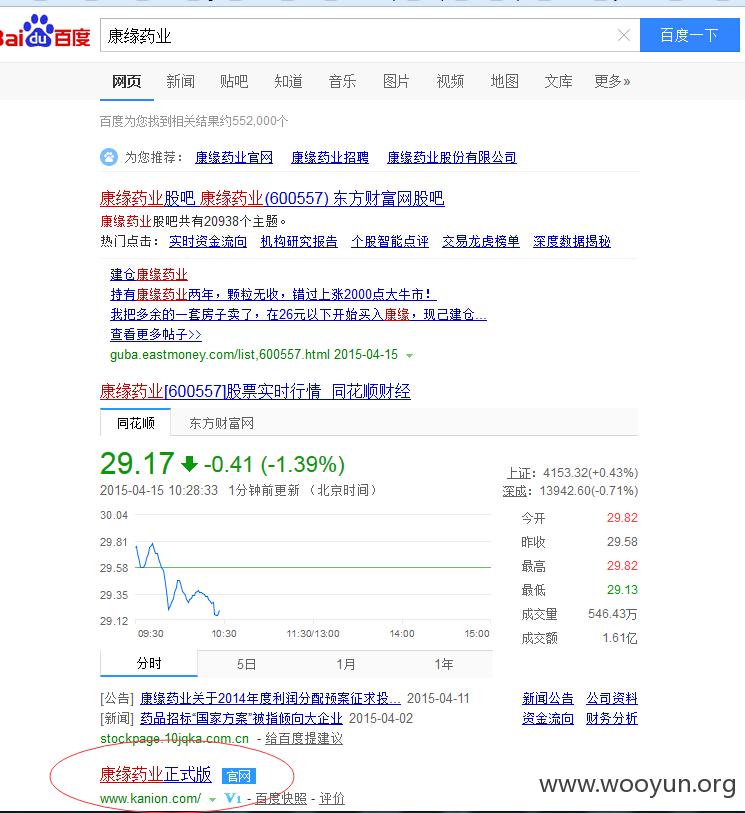 Bai du 百度 康缘药业 百度一下
网页 新闻 贴吧 知道 音乐 图片 视频 地图 文库 更多»
百度为您找到相关结果约552,000个
为您推荐： 康缘药业官网 康缘药业招聘 康缘药业股份有限公司
康缘药业股吧 康缘药业(600557) 东方财富网股吧
康缘药业股吧共有20938个主题。
热门点击： 实时资金流向 机构研究报告 个股智能点评 交易龙虎榜单 深度数据揭秘
建仓康缘药业
持有康缘药业两年，颗粒无收，错过上涨2000点大牛市！
我把多余的一套房子卖了，在26元以下开始买入康缘，现已建仓...
查看更多帖子>>
guba.eastmoney.com/list,600557.html 2015-04-15
康缘药业[600557]股票实时行情_同花顺财经
同花顺 东方财富网
29.17 -0.41 (-1.39%)
2015-04-15 10:28:33 1分钟前更新 （北京时间）
上证：4153.32(+0.43%)
深成：13942.60(-0.71%)
30.04
29.81
29.58
29.35
29.12
09:30 10:30 11:30/13:00 14:00 15:00
今开 29.82
昨收 29.58
最高 29.82
最低 29.13
成交量 546.43万
成交额 1.61亿
分时 5日 1月 1年
[公告] 康缘药业关于2014年度利润分配预案征求投... 2015-04-11
[新闻] 药品招标“国家方案”被指倾向大企业 2015-04-02
新闻公告 公司资料
资金流向 财务分析
stockpage.10jqka.com.cn - 给百度提建议
康缘药业正式版 官网
www.kanion.com/ V1 - 百度快照 - 评价
www.wooyun.org